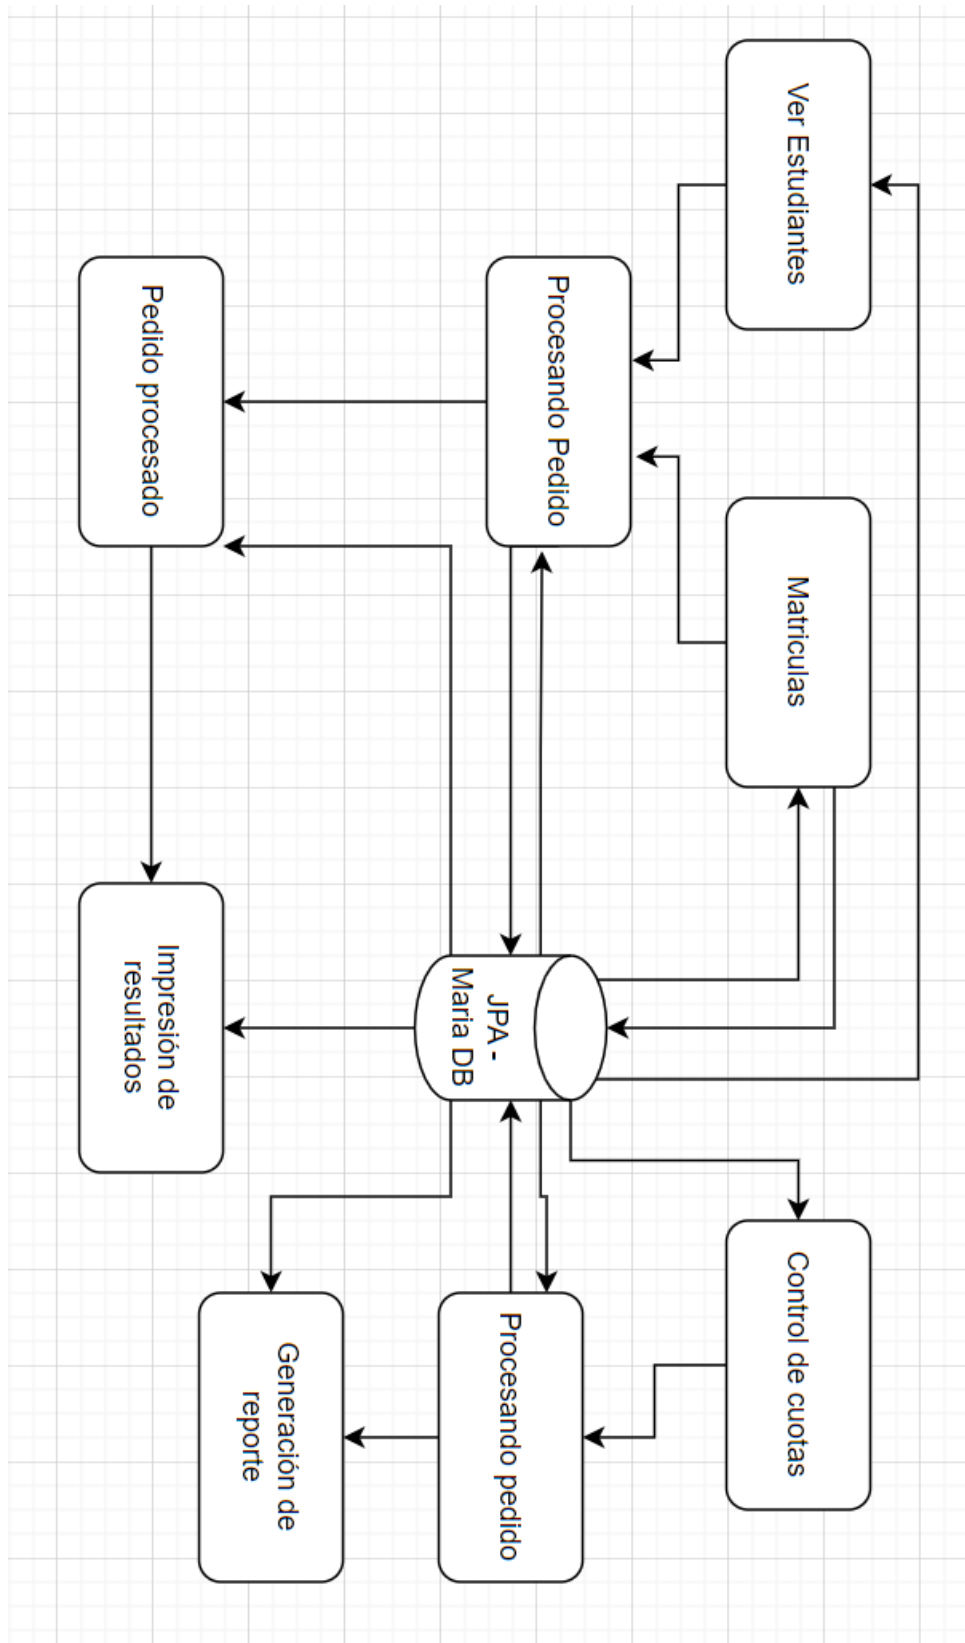 Ver Estudiantes
Matriculas
Control de cuotas
Procesando Pedido
JPA -
Maria DB
Procesando pedido
Pedido procesado
Impresión de
resultados
Generación de
reporte